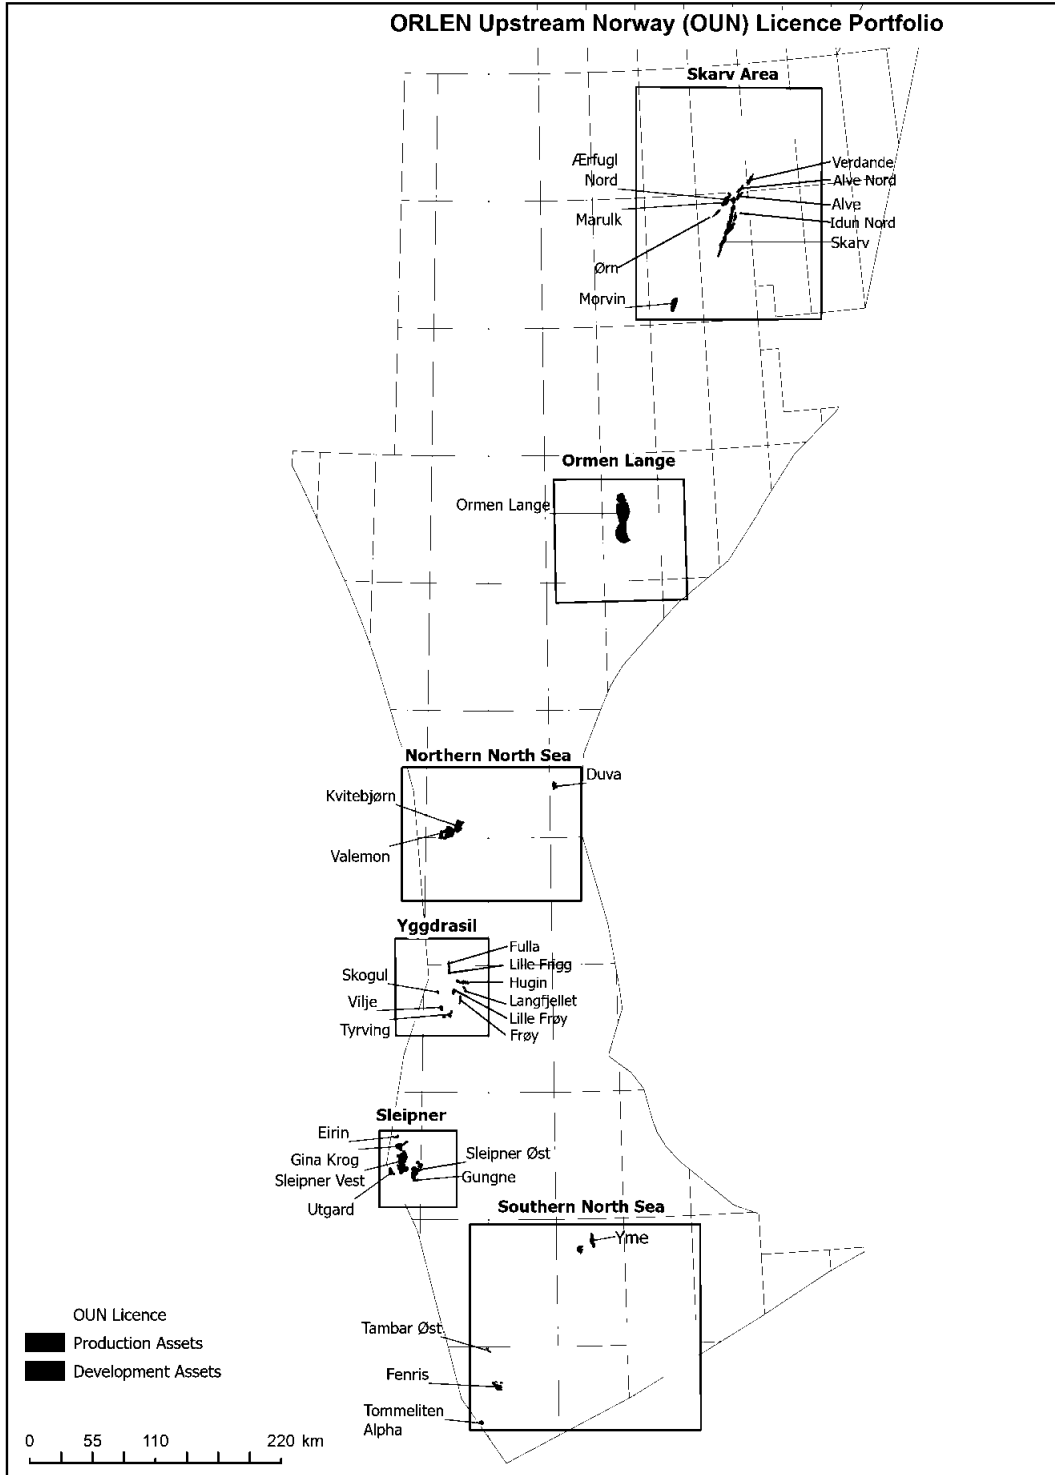 ORLEN Upstream Norway (OUN) Licence Portfolio
Skarv Area
Ærfugl
Nord
Marulk
Ørn
Morvin
Verdande
Alve Nord
Alve
Idun Nord
Skarv
Ormen Lange
Ormen Lange
Northern North Sea
Duva
Kvitebjørn
Valemon
Yggdrasil
Skogul
Vilje
Tyrving
Fulla
Lille Frigg
Hugin
Langfjellet
Lille Frøy
Frøy
Sleipner
Eirin
Gina Krog
Sleipner Vest
Utgard
Sleipner Øst
Gungne
Southern North Sea
Yme
Tambar Øst
Fenris
Tommeliten
Alpha
OUN Licence
Production Assets
Development Assets
0 55 110 220 km